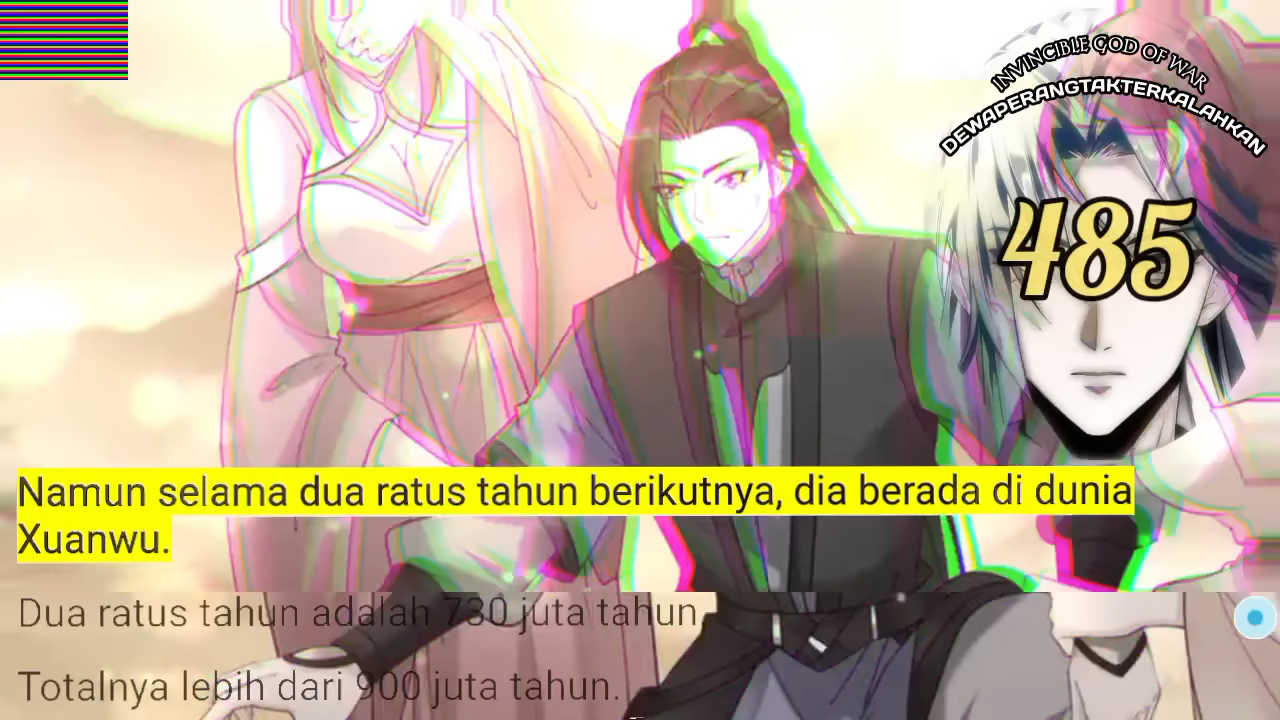 INVINCIBLE GOD OF WAR
DEWAPERANGTAKTERKALAHKAN
485
Namun selama dua ratus tahun berikutnya, dia berada di dunia
Xuanwu.
Dua ratus tahun adalah 730 juta tahun.
Totalnya lebih dari 900 juta tahun.